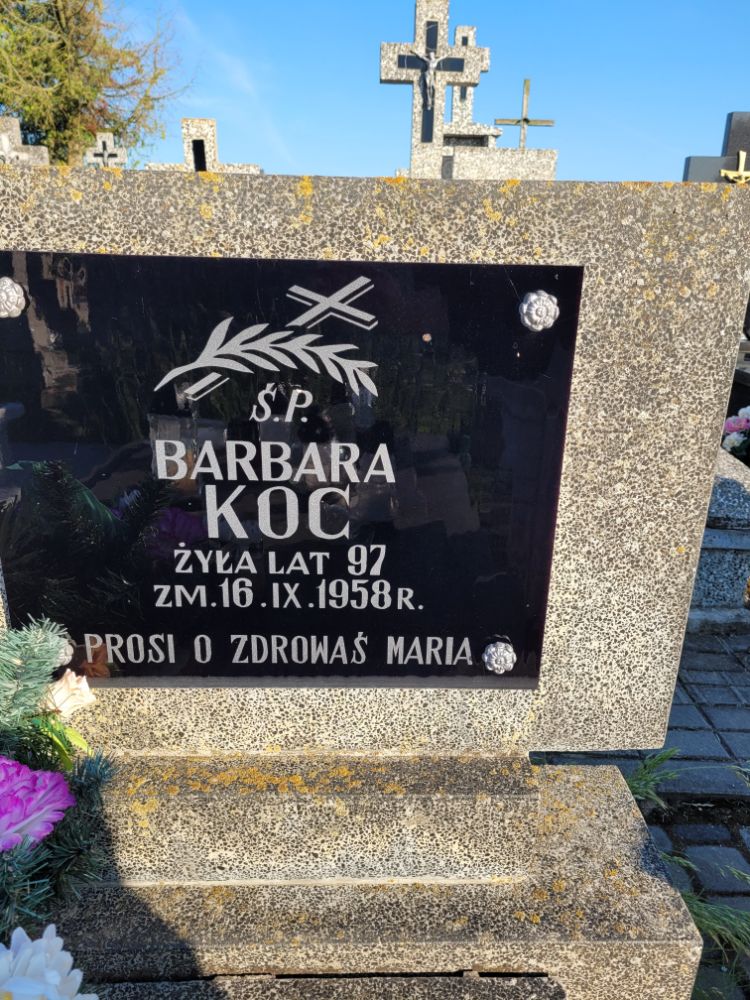 Ś.P.
BARBARA
KOC
ŻYŁA LAT 97
ZM. 16. IX. 1958 R.
PROSI O ZDROWAŚ MARIA